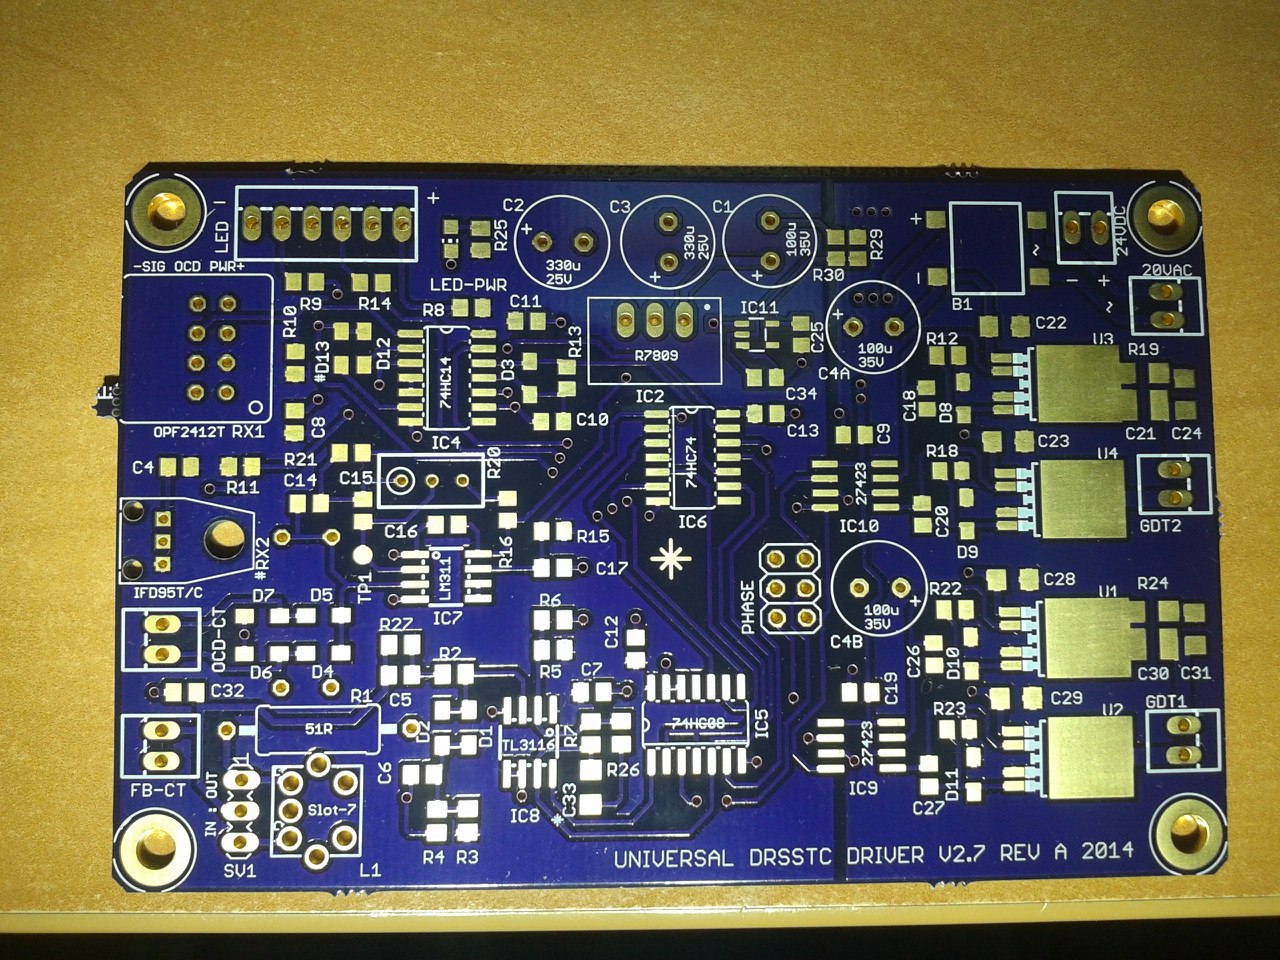 LED
−
+
-SIG OCD PWR+
R25
LED-PWR
C2
330u
25V
C3
330u
25V
C1
100u
35V
R30
R29
+
−
~
B1
24VDC
− +
20VAC
~
R9
R14
R10
#D13
D12
R8
C11
D3
R13
74HC14
IC4
C10
C8
OPF2412T RX1
R7809
IC2
IC11
C25
C34
C13
C4A
100u
35V
C22
R12
C18
D8
U3
R19
C21
C24
C23
C9
C4
R11
R21
C14
C15
R20
C16
R16
R15
C17
74HC74
IC6
27423
IC10
R18
C20
D9
U4
GDT2
#RX2
IFD95T/C
TP1
LM311
IC7
PHASE
C4B
100u
35V
C28
R22
C26
D10
U1
R24
C30
C31
C29
D7
D5
OCD-CT
D6
D4
R27
R2
R6
R5
C12
C7
C32
R1
51R
C5
D2
D1
TL3116
IC8
R7
R26
C33
74HC08
IC5
C19
27423
IC9
R23
D11
C27
U2
GDT1
FB-CT
IN : OUT
1
SV1
Slot-7
L1
C6
R4
R3
UNIVERSAL DRSSTC DRIVER V2.7 REV A 2014